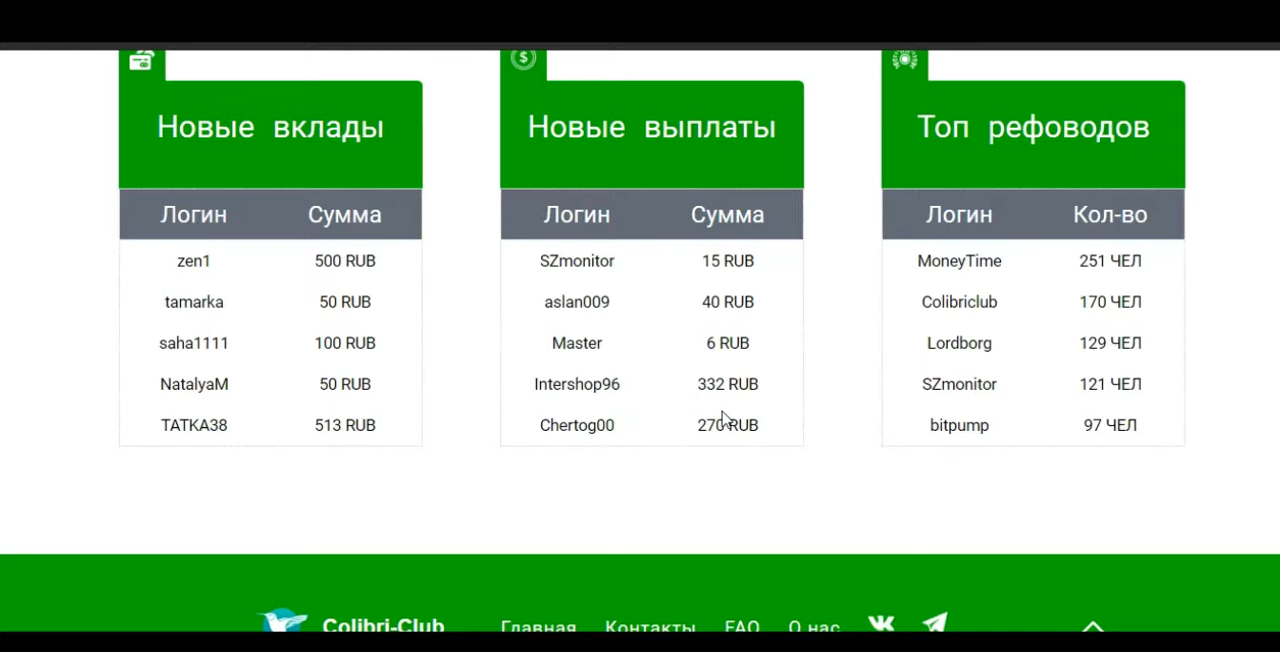 Новые вклады
Логин Сумма
zen1 500 RUB
tamarka 50 RUB
saha1111 100 RUB
NatalyaM 50 RUB
TATKA38 513 RUB
Новые выплаты
Логин Сумма
SZmonitor 15 RUB
aslan009 40 RUB
Master 6 RUB
Intershop96 332 RUB
Chertog00 270 RUB
Топ рефоводов
Логин Кол-во
MoneyTime 251 ЧЕЛ
Colibriclub 170 ЧЕЛ
Lordborg 129 ЧЕЛ
SZmonitor 121 ЧЕЛ
bitpump 97 ЧЕЛ
Colibri-Club Главная Контакты FAQ О нас